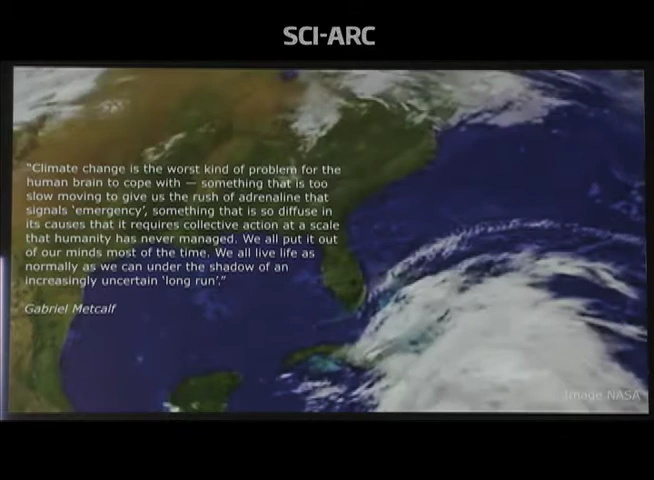 SCI-ARC
“Climate change is the worst kind of problem for the
human brain to cope with — something that is too
slow moving to give us the rush of adrenaline that
signals ‘emergency’, something that is so diffuse in
its causes that it requires collective action at a scale
that humanity has never managed. We all put it out
of our minds most of the time. We all live life as
normally as we can under the shadow of an
increasingly uncertain ‘long run’.”
Gabriel Metcalf
Image NASA